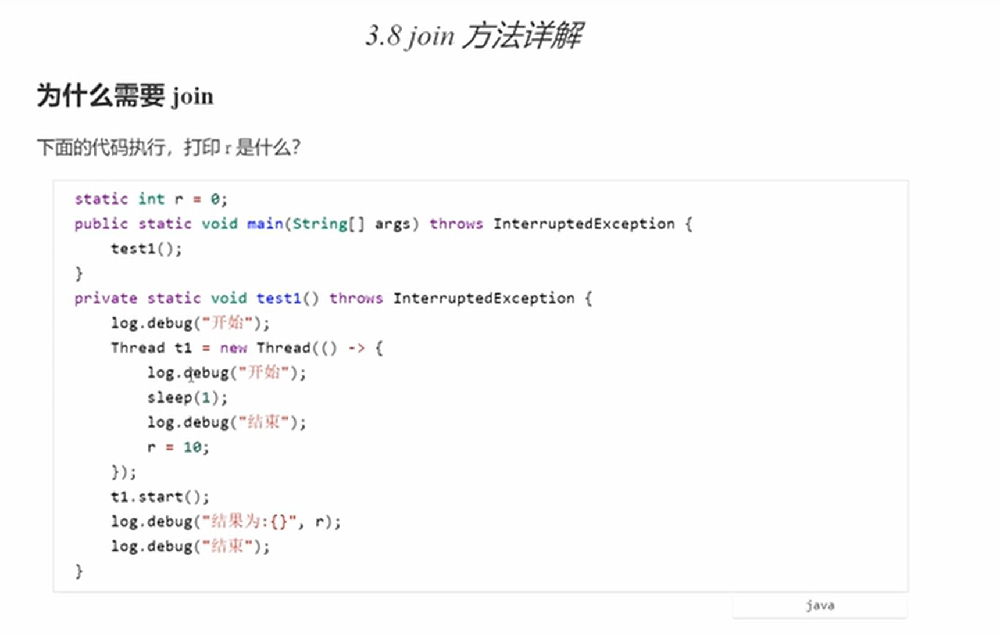 3.8 join 方法详解
为什么需要 join
下面的代码执行，打印 r 是什么？
static int r = 0;
public static void main(String[] args) throws InterruptedException {
    test1();
}
private static void test1() throws InterruptedException {
    log.debug("开始");
    Thread t1 = new Thread(() -> {
        log.debug("开始");
        sleep(1);
        log.debug("结束");
        r = 10;
    });
    t1.start();
    log.debug("结果为:{}", r);
    log.debug("结束");
}
java